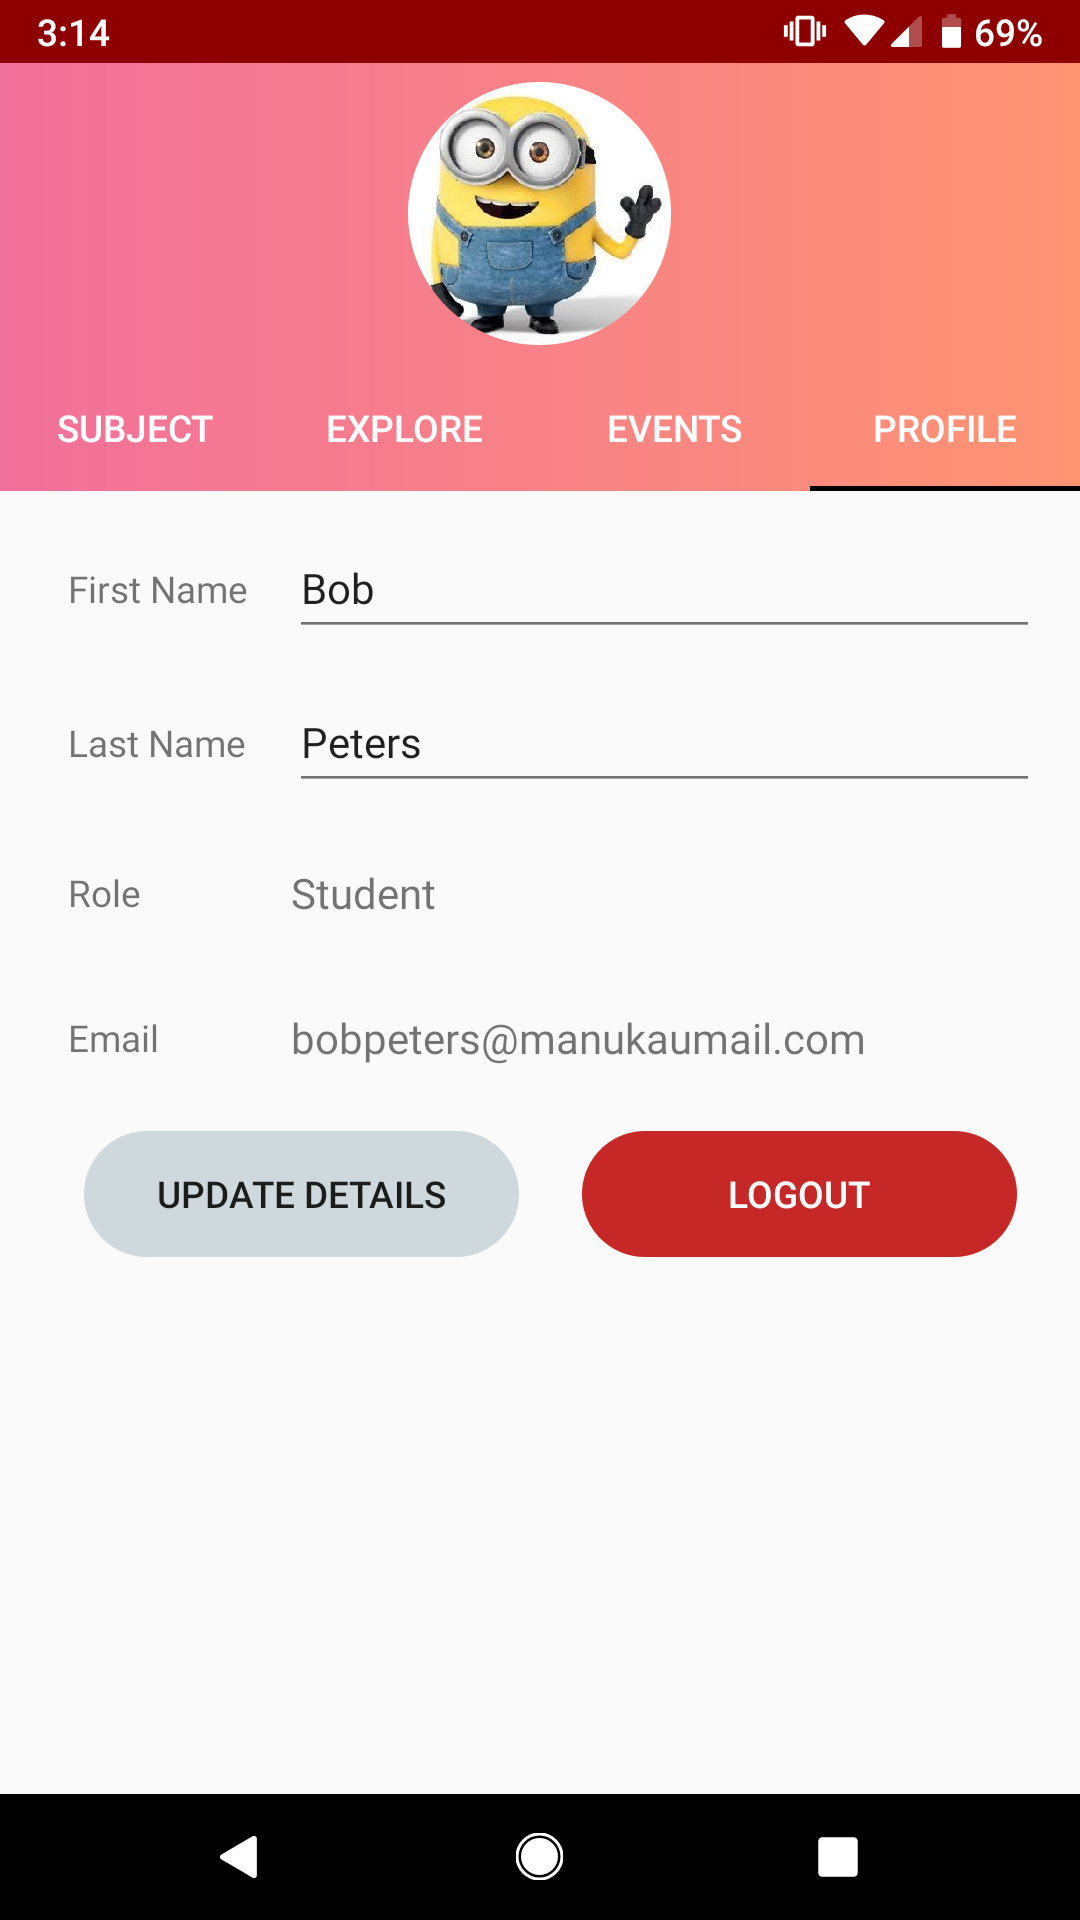 3:14 69%
SUBJECT EXPLORE EVENTS PROFILE
First Name Bob
Last Name Peters
Role Student
Email bobpeters@manukaumail.com
UPDATE DETAILS LOGOUT